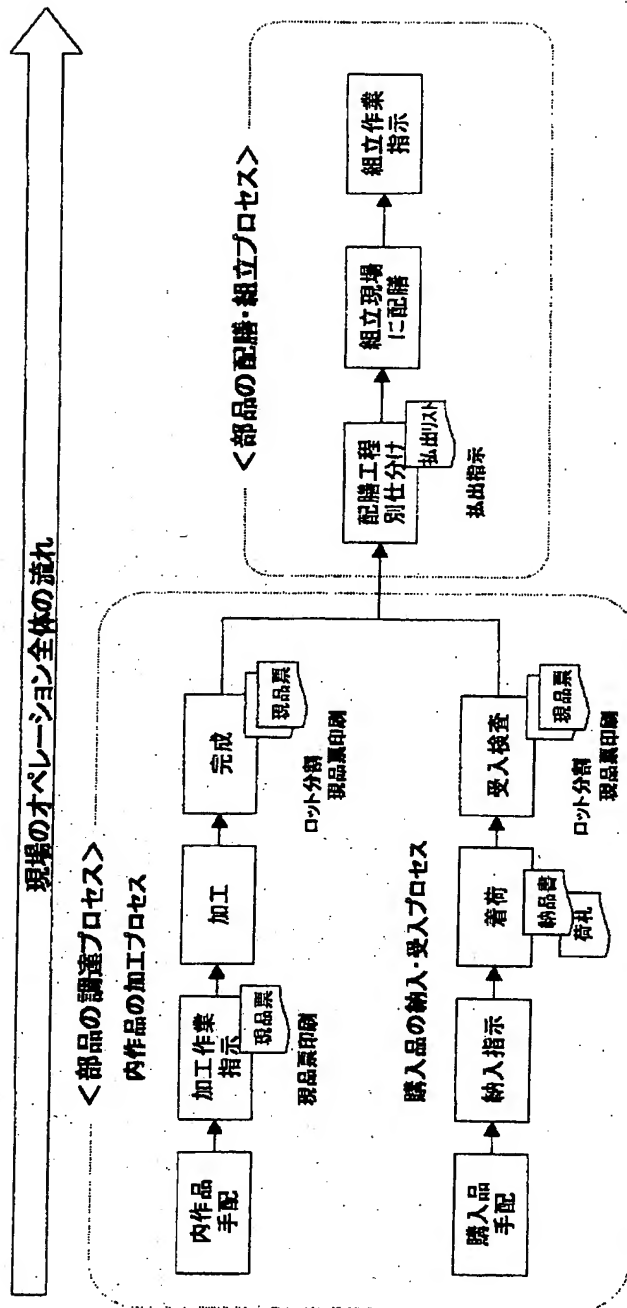 現場のオペレーション全体の流れ
＜部品の調達プロセス＞
内作品の加工プロセス
内作品
手配
加工作業
指示
現品票
現品票印刷
加工
完成
現品票
ロット分割
現品票印刷
購入品の納入・受入プロセス
購入品
手配
納入指示
着荷
納品書
荷札
受入検査
現品票
ロット分割
現品票印刷
＜部品の配膳・組立プロセス＞
配膳工程
別仕分け
払出リスト
払出指示
組立現場
に配膳
組立作業
指示